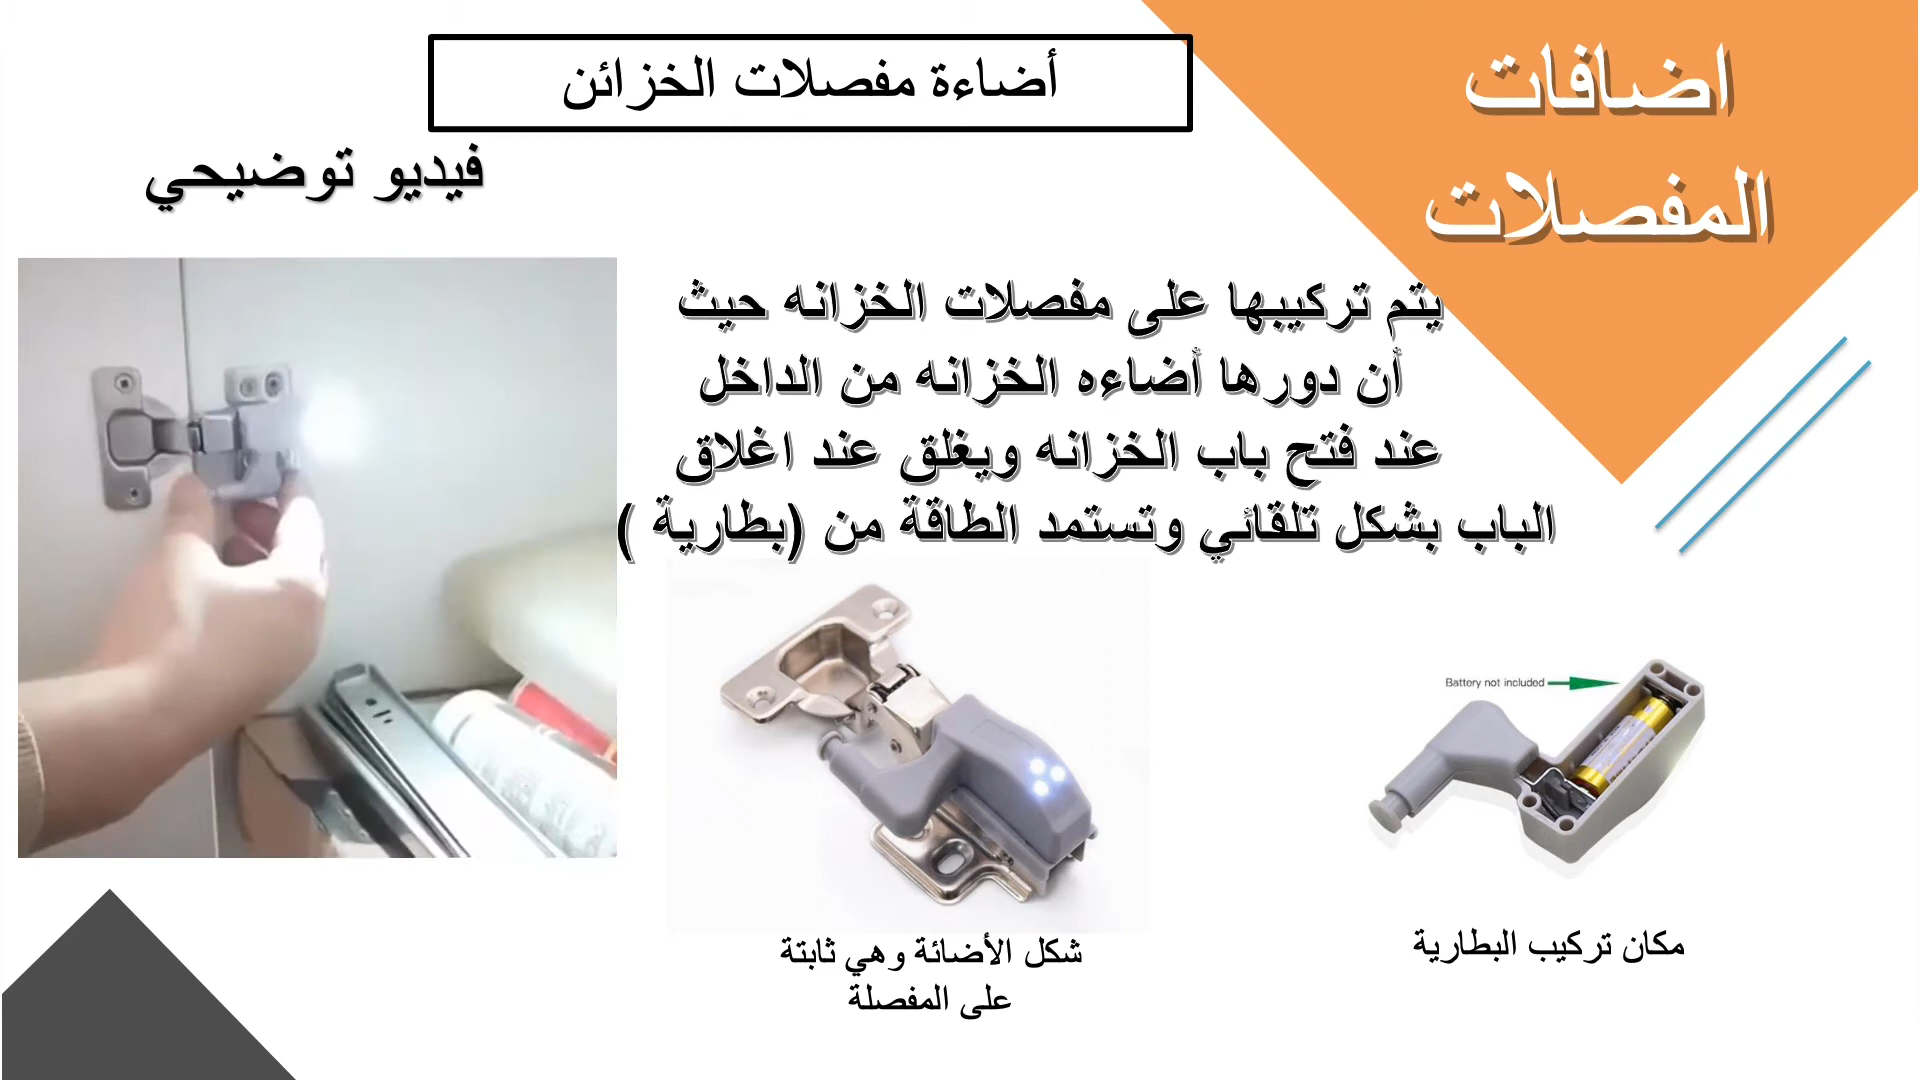 اضافات
المفصلات
أضاءة مفصلات الخزائن
فيديو توضيحي
يتم تركيبها على مفصلات الخزانه حيث
أن دورها أضاءه الخزانه من الداخل
عند فتح باب الخزانه ويغلق عند اغلاق
الباب بشكل تلقائي وتستمد الطاقة من (بطارية )
Battery not included
مكان تركيب البطارية
شكل الأضائة وهي ثابتة
على المفصلة